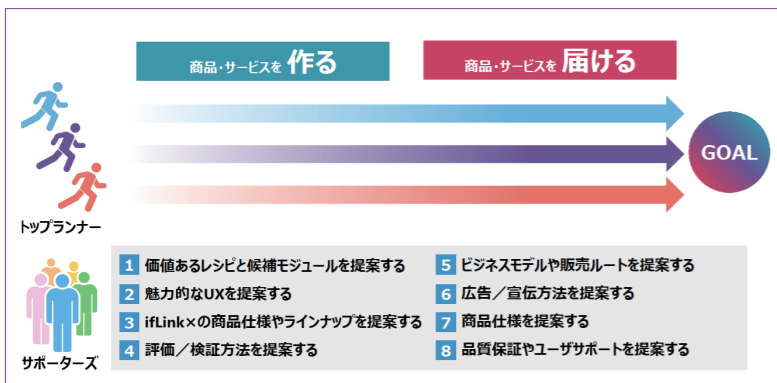 商品・サービスを 作る
商品・サービスを 届ける
GOAL
トップランナー
1 価値あるレシピと候補モジュールを提案する
2 魅力的なUXを提案する
3 ifLink×の商品仕様やラインナップを提案する
4 評価／検証方法を提案する
5 ビジネスモデルや販売ルートを提案する
6 広告／宣伝方法を提案する
7 商品仕様を提案する
8 品質保証やユーザサポートを提案する
サポーターズ